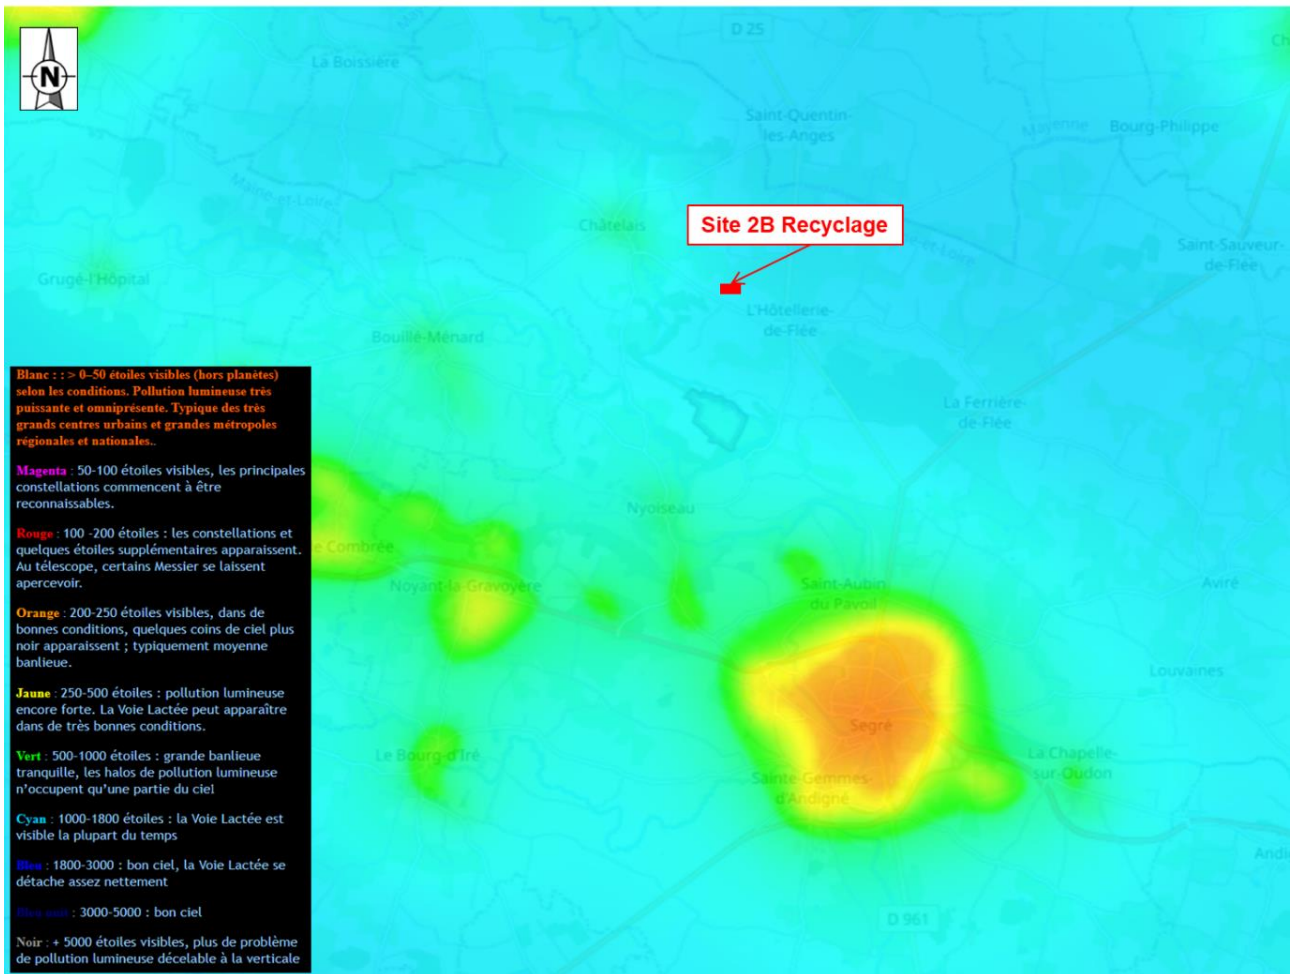 N
D 25
La Boissière
Saint-Quentin-
les-Anges
Mayenne
Bourg-Philippe
Maine-et-Loire
Châtelais
Site 2B Recyclage
Saint-Sauveur-
de-Flée
Grugé-l'Hôpital
L'Hôtellerie-
de-Flée
Bouillé-Ménard
La Ferrière-
de-Flée
Nyoiseau
Combrée
Noyant-la-Gravoyère
Saint-Aubin
du Pavoil
Aviré
Louvaines
Segré
Le Bourg-d'Iré
La Chapelle-
sur-Oudon
Sainte-Gemmes-
d'Andigné
D 961
Blanc : : > 0–50 étoiles visibles (hors planètes)
selon les conditions. Pollution lumineuse très
puissante et omniprésente. Typique des très
grands centres urbains et grandes métropoles
régionales et nationales..
Magenta : 50-100 étoiles visibles, les principales
constellations commencent à être
reconnaissables.
Rouge : 100 -200 étoiles : les constellations et
quelques étoiles supplémentaires apparaissent.
Au télescope, certains Messier se laissent
apercevoir.
Orange : 200-250 étoiles visibles, dans de
bonnes conditions, quelques coins de ciel plus
noir apparaissent ; typiquement moyenne
banlieue.
Jaune : 250-500 étoiles : pollution lumineuse
encore forte. La Voie Lactée peut apparaître
dans de très bonnes conditions.
Vert : 500-1000 étoiles : grande banlieue
tranquille, les halos de pollution lumineuse
n'occupent qu'une partie du ciel
Cyan : 1000-1800 étoiles : la Voie Lactée est
visible la plupart du temps
Bleu : 1800-3000 : bon ciel, la Voie Lactée se
détache assez nettement
Bleu nuit : 3000-5000 : bon ciel
Noir : + 5000 étoiles visibles, plus de problème
de pollution lumineuse décelable à la verticale